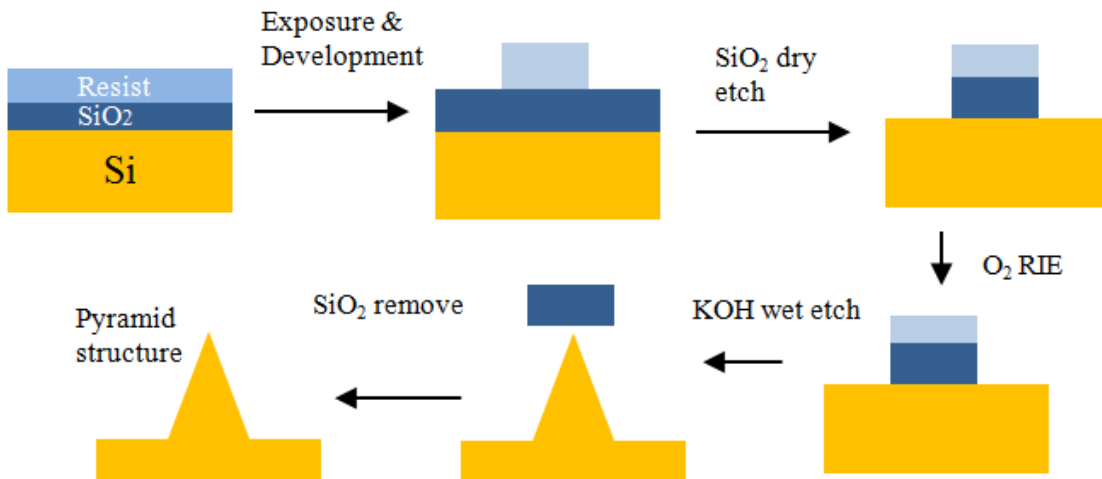 Resist
SiO₂
Si
Exposure &
Development
SiO₂ dry
etch
O₂ RIE
KOH wet etch
SiO₂ remove
Pyramid
structure